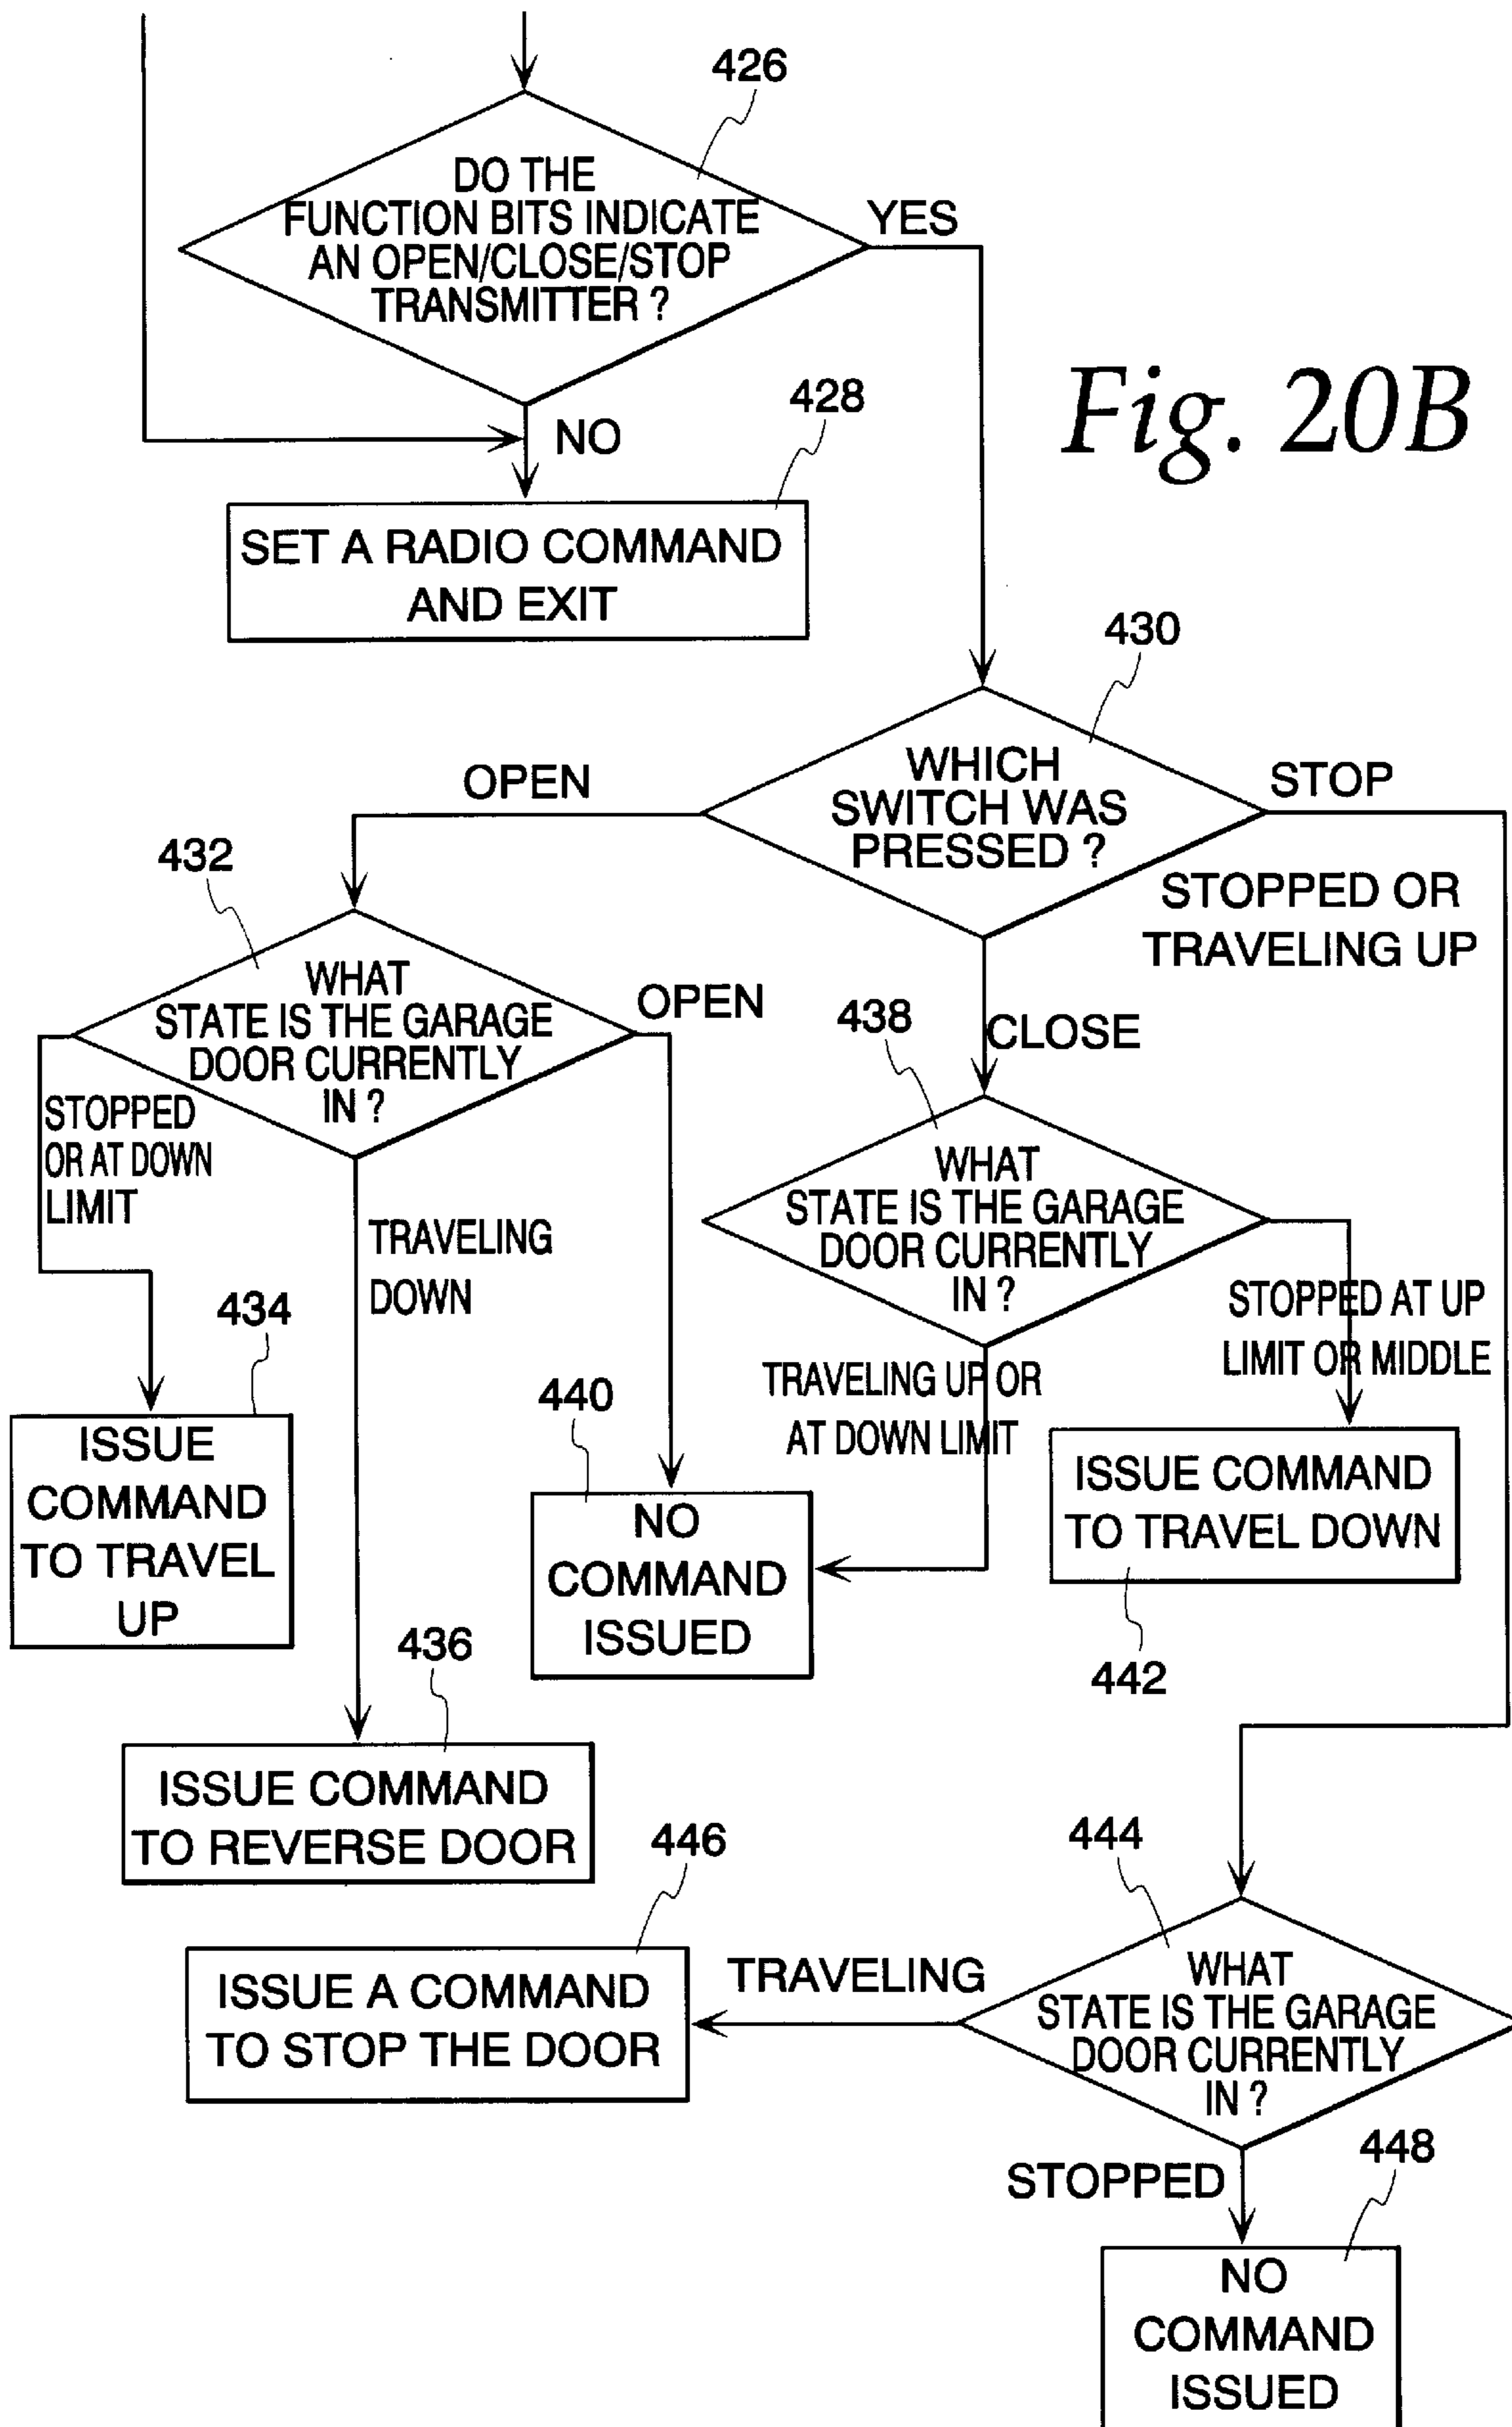 426
DO THE
FUNCTION BITS INDICATE
AN OPEN/CLOSE/STOP
TRANSMITTER ?
YES
NO
428
Fig. 20B
SET A RADIO COMMAND
AND EXIT
430
WHICH
SWITCH WAS
PRESSED ?
OPEN
STOP
STOPPED OR
TRAVELING UP
CLOSE
432
WHAT
STATE IS THE GARAGE
DOOR CURRENTLY
IN ?
OPEN
STOPPED
OR AT DOWN
LIMIT
TRAVELING
DOWN
438
WHAT
STATE IS THE GARAGE
DOOR CURRENTLY
IN ?
STOPPED AT UP
LIMIT OR MIDDLE
TRAVELING UP OR
AT DOWN LIMIT
434
ISSUE
COMMAND
TO TRAVEL
UP
440
NO
COMMAND
ISSUED
ISSUE COMMAND
TO TRAVEL DOWN
442
436
ISSUE COMMAND
TO REVERSE DOOR
446
ISSUE A COMMAND
TO STOP THE DOOR
TRAVELING
444
WHAT
STATE IS THE GARAGE
DOOR CURRENTLY
IN ?
STOPPED
448
NO
COMMAND
ISSUED